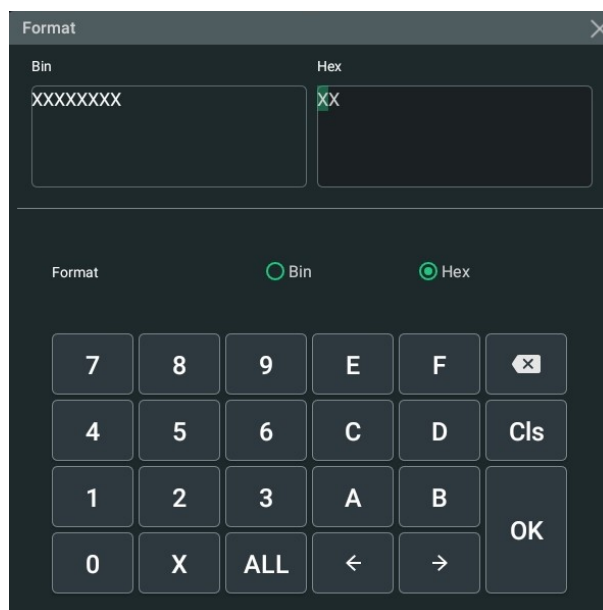 Format
Bin Hex
XXXXXXXX XX
Format Bin Hex
7 8 9 E F
4 5 6 C D Cls
1 2 3 A B
OK
0 X ALL ← →